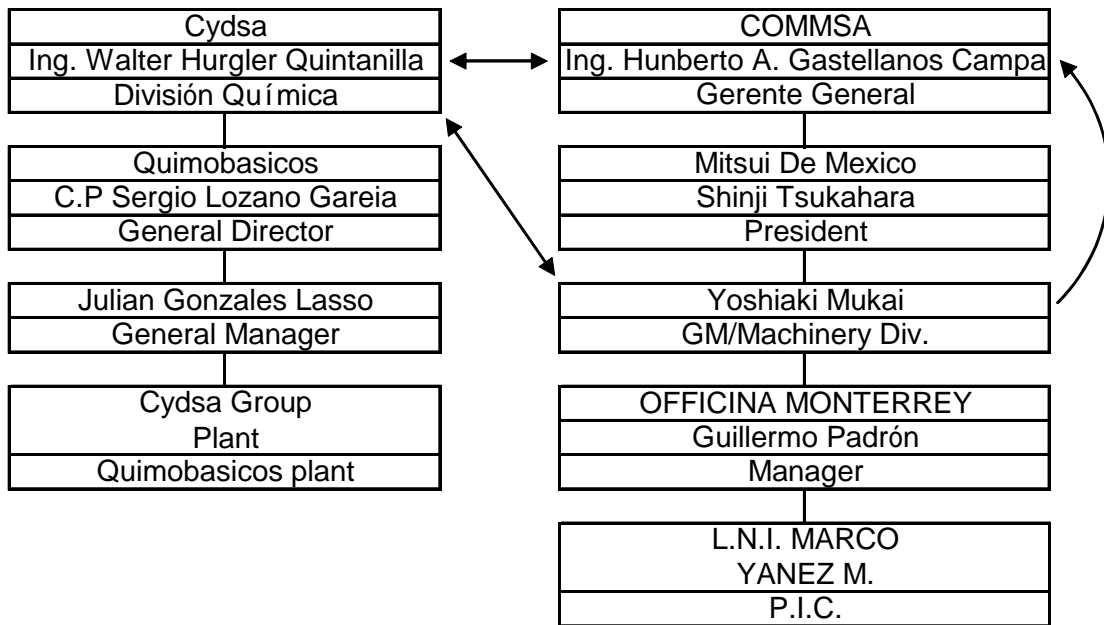 Cydsa
Ing. Walter Hurgler Quintanilla
División Química
Quimobasicos
C.P Sergio Lozano Gareia
General Director
Julian Gonzales Lasso
General Manager
Cydsa Group
Plant
Quimobasicos plant
COMMSA
Ing. Hunberto A. Gastellanos Campa
Gerente General
Mitsui De Mexico
Shinji Tsukahara
President
Yoshiaki Mukai
GM/Machinery Div.
OFFICINA MONTERREY
Guillermo Padrón
Manager
L.N.I. MARCO
YANEZ M.
P.I.C.